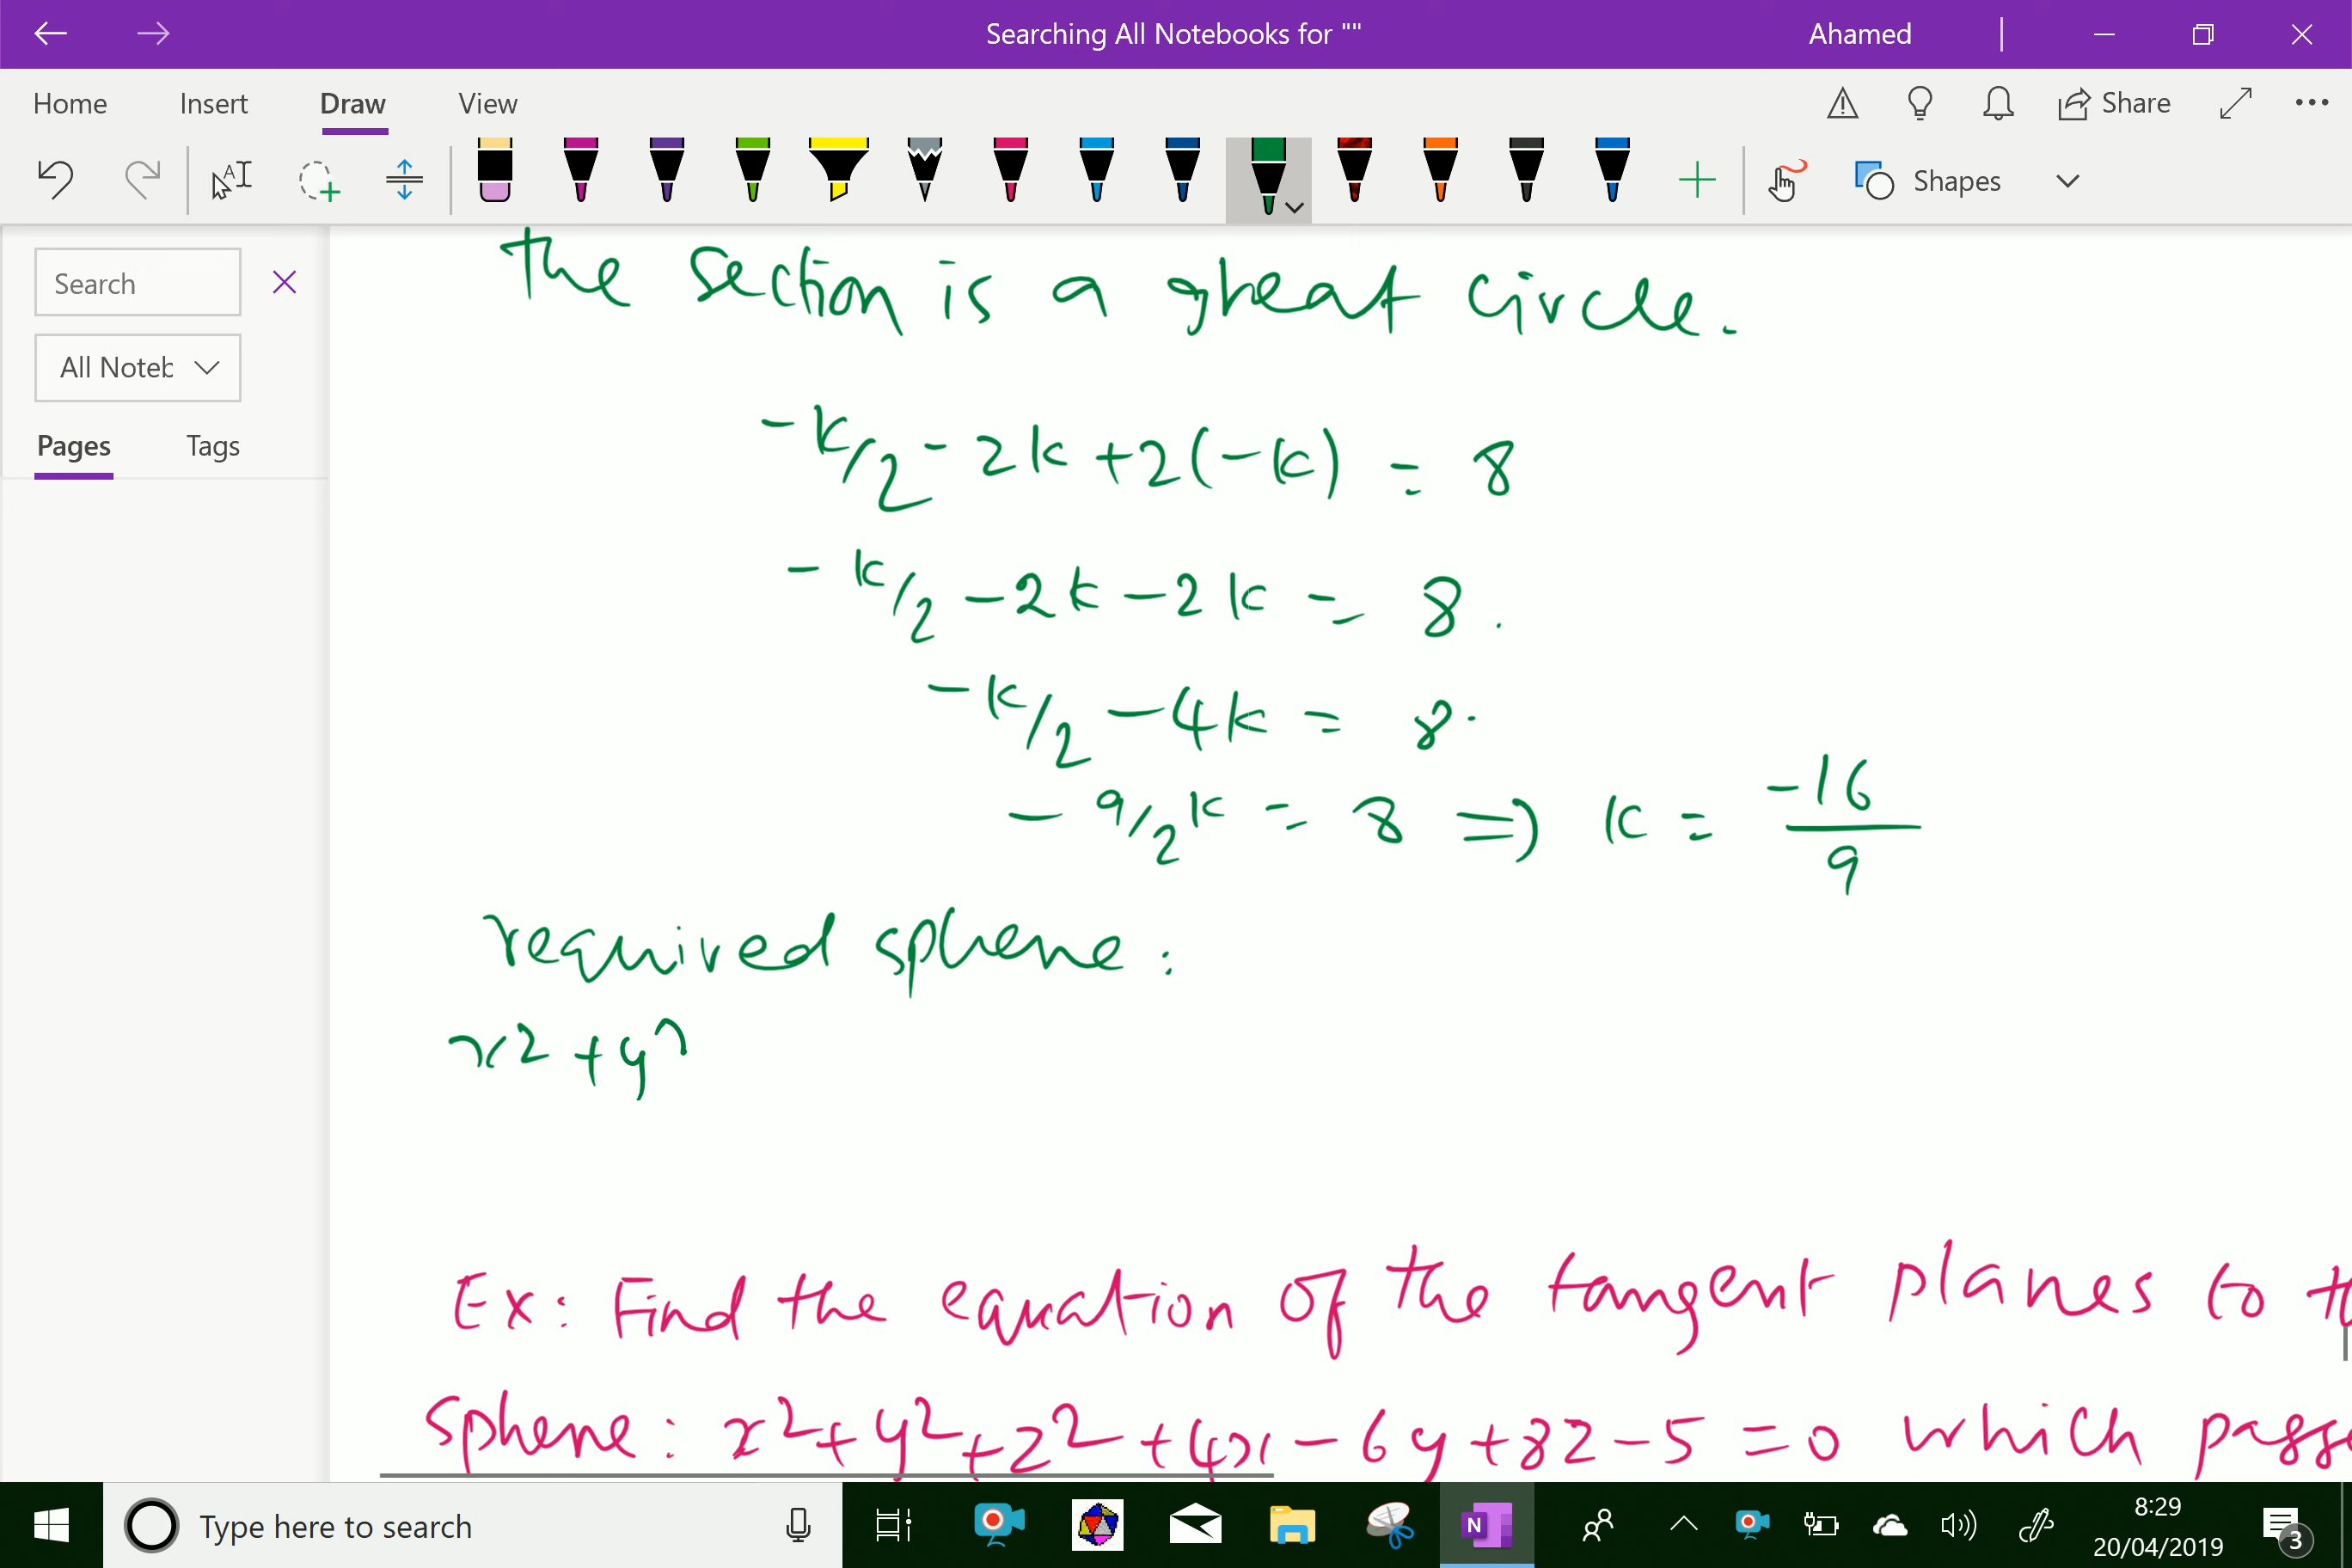 Searching All Notebooks for ""
Ahamed
Home Insert Draw View
Share
Shapes
Search
All Noteb
Pages Tags
the section is a great circle.
-k/2 - 2k +2(-k) = 8
- k/2 - 2k - 2k = 8.
-k/2 - 4k = 8.
- 9/2 k = 8 => k = -16/9
required sphere:
x2 + y2
Ex: Find the equation of the tangent planes to
sphere: x2 + y2 + z2 + 4x - 6y + 8z - 5 = 0 which
Type here to search
N
8:29
20/04/2019
3